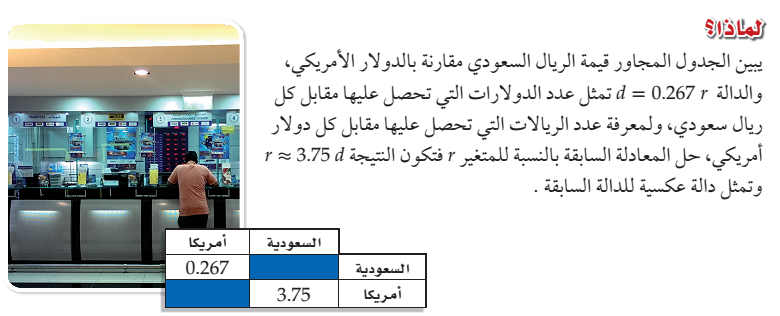 لماذا؟
يبين الجدول المجاور قيمة الريال السعودي مقارنة بالدولار الأمريكي،
والدالة d = 0.267 r تمثل عدد الدولارات التي تحصل عليها مقابل كل
ريال سعودي، ولمعرفة عدد الريالات التي تحصل عليها مقابل كل دولار
أمريكي، حل المعادلة السابقة بالنسبة للمتغير r فتكون النتيجة r ≈ 3.75 d
وتمثل دالة عكسية للدالة السابقة .
السعودية أمريكا
السعودية 0.267
أمريكا 3.75